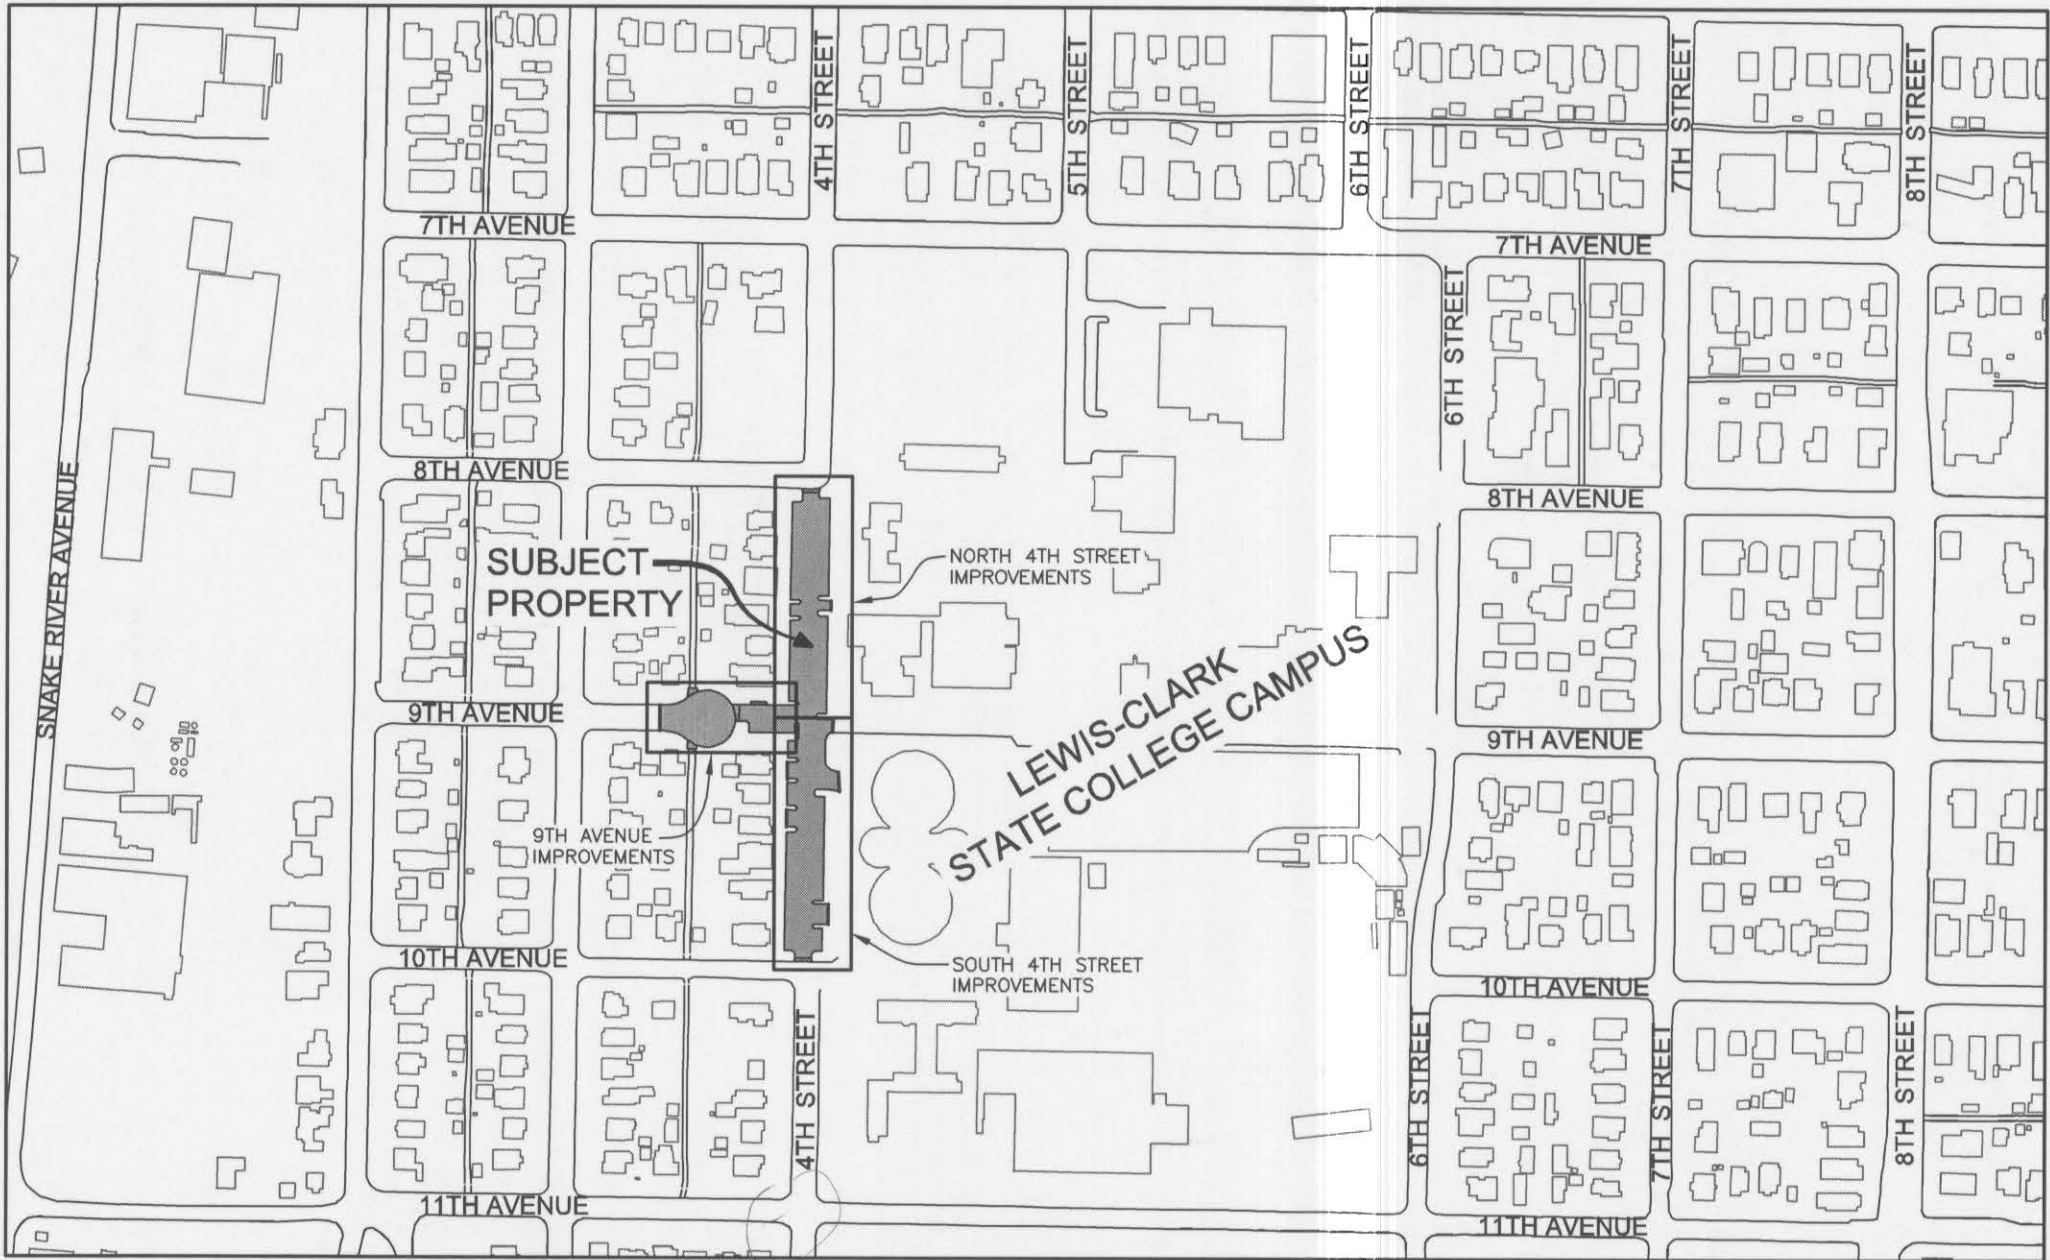 4TH STREET
5TH STREET
6TH STREET
7TH STREET
8TH STREET
7TH AVENUE
7TH AVENUE
6TH STREET
8TH AVENUE
8TH AVENUE
SNAKE RIVER AVENUE
SUBJECT
PROPERTY
NORTH 4TH STREET
IMPROVEMENTS
LEWIS-CLARK
STATE COLLEGE CAMPUS
9TH AVENUE
9TH AVENUE
9TH AVENUE
IMPROVEMENTS
10TH AVENUE
SOUTH 4TH STREET
IMPROVEMENTS
10TH AVENUE
4TH STREET
6TH STREET
7TH STREET
8TH STREET
11TH AVENUE
11TH AVENUE